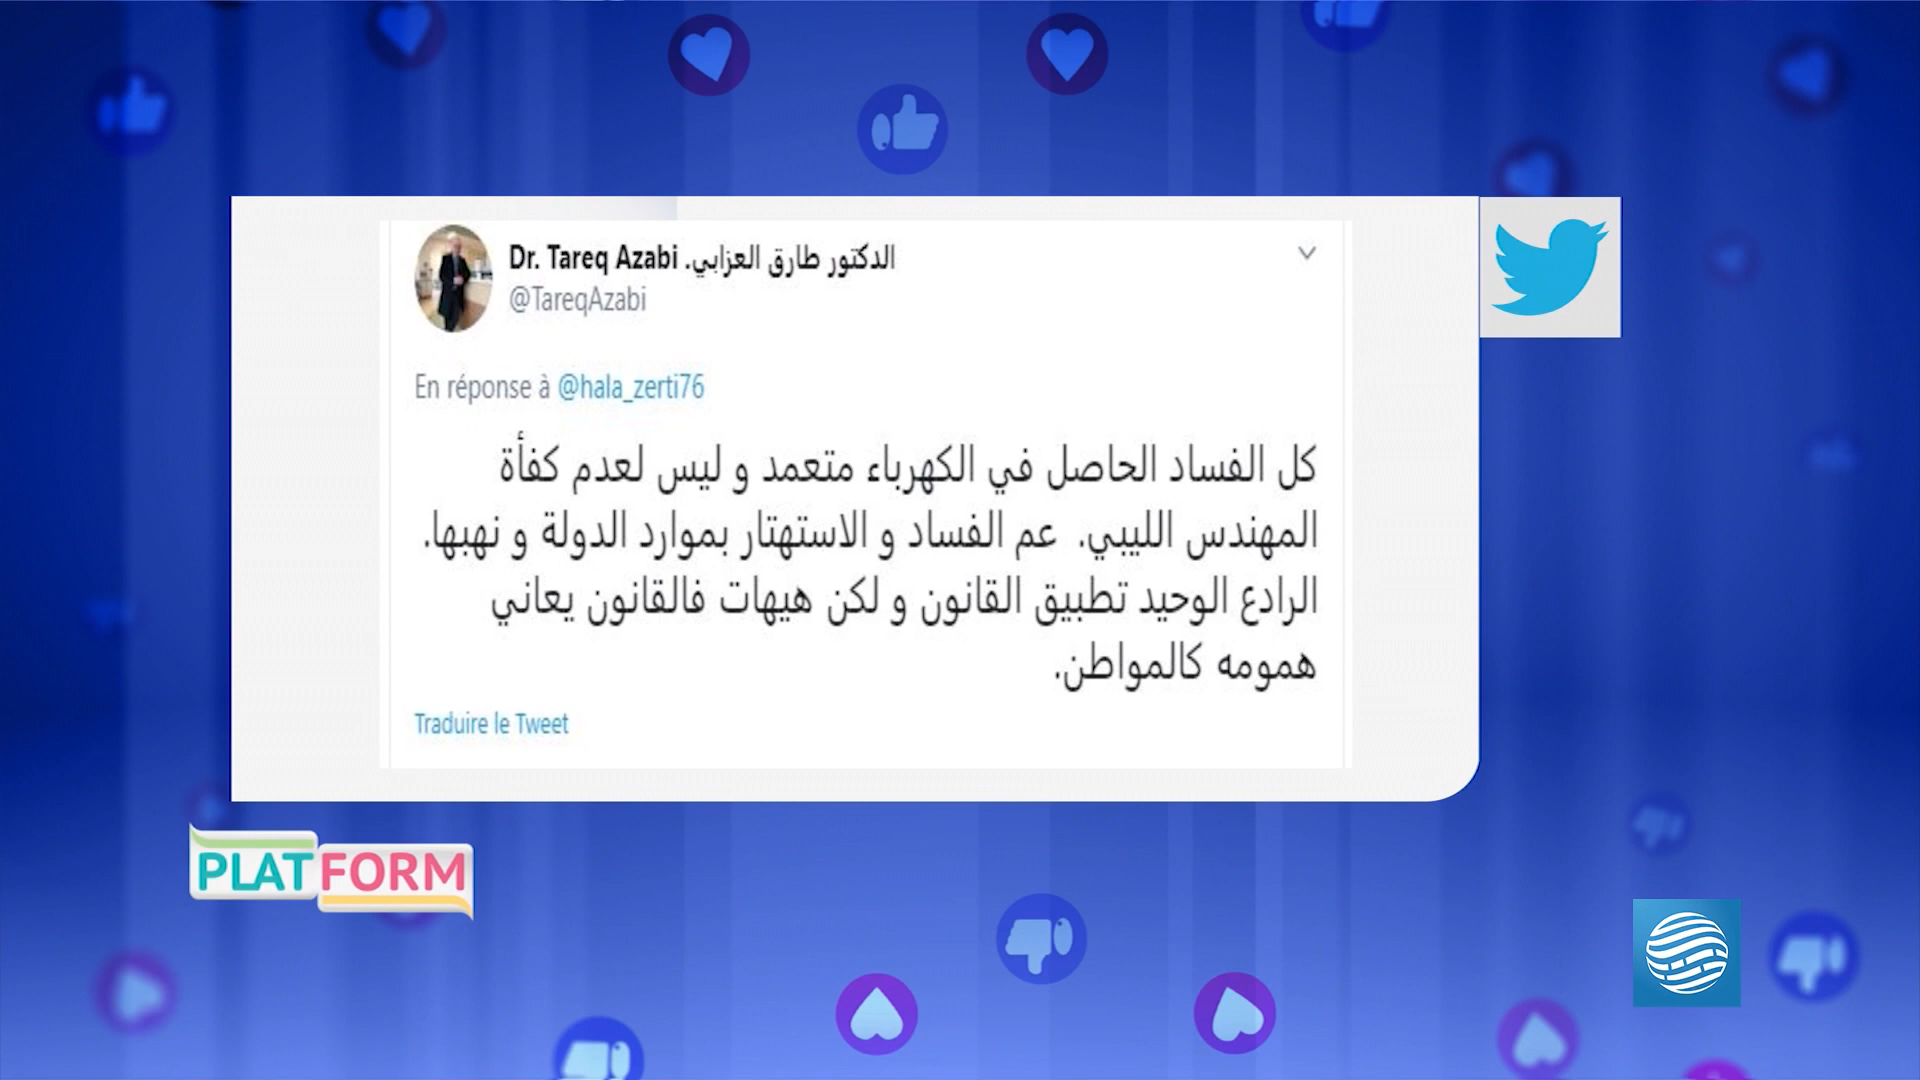 Dr. Tareq Azabi الدكتور طارق العزابي.
@TareqAzabi
En réponse à @hala_zerti76
كل الفساد الحاصل في الكهرباء متعمد و ليس لعدم كفأة
المهندس الليبي. عم الفساد و الاستهتار بموارد الدولة و نهبها.
الرادع الوحيد تطبيق القانون و لكن هيهات فالقانون يعاني
همومه كالمواطن.
Traduire le Tweet
PLATFORM